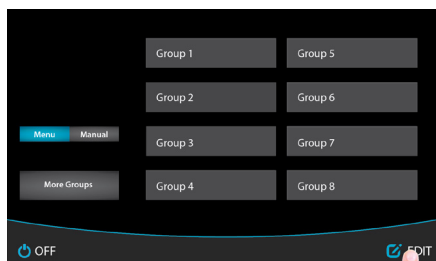 Group 1
Group 5
Group 2
Group 6
Menu
Manual
Group 3
Group 7
More Groups
Group 4
Group 8
OFF
EDIT